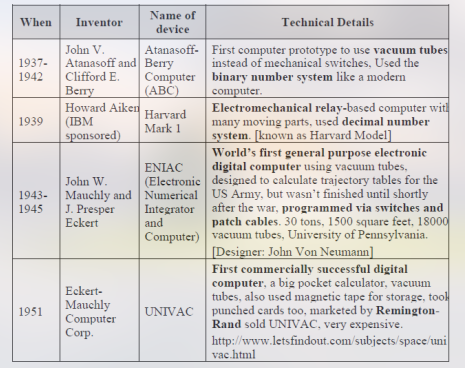 When
Inventor
Name of
device
Technical Details
1937-
1942
John V.
Atanasoff and
Clifford E.
Berry
Atanasoff-
Berry
Computer
(ABC)
First computer prototype to use vacuum tubes
instead of mechanical switches, Used the
binary number system like a modern
computer.
1939
Howard Aiken
(IBM
sponsored)
Harvard
Mark 1
Electromechanical relay-based computer with
many moving parts, used decimal number
system. [known as Harvard Model]
1943-
1945
John W.
Mauchly and
J. Presper
Eckert
ENIAC
(Electronic
Numerical
Integrator
and
Computer)
World's first general purpose electronic
digital computer using vacuum tubes,
designed to calculate trajectory tables for the
US Army, but wasn't finished until shortly
after the war, programmed via switches and
patch cables. 30 tons, 1500 square feet, 18000
vacuum tubes, University of Pennsylvania.
[Designer: John Von Neumann]
1951
Eckert-
Mauchly
Computer
Corp.
UNIVAC
First commercially successful digital
computer, a big pocket calculator, vacuum
tubes, also used magnetic tape for storage, took
punched cards too, marketed by Remington-
Rand sold UNIVAC, very expensive.
http://www.letsfindout.com/subjects/space/uni
vac.html